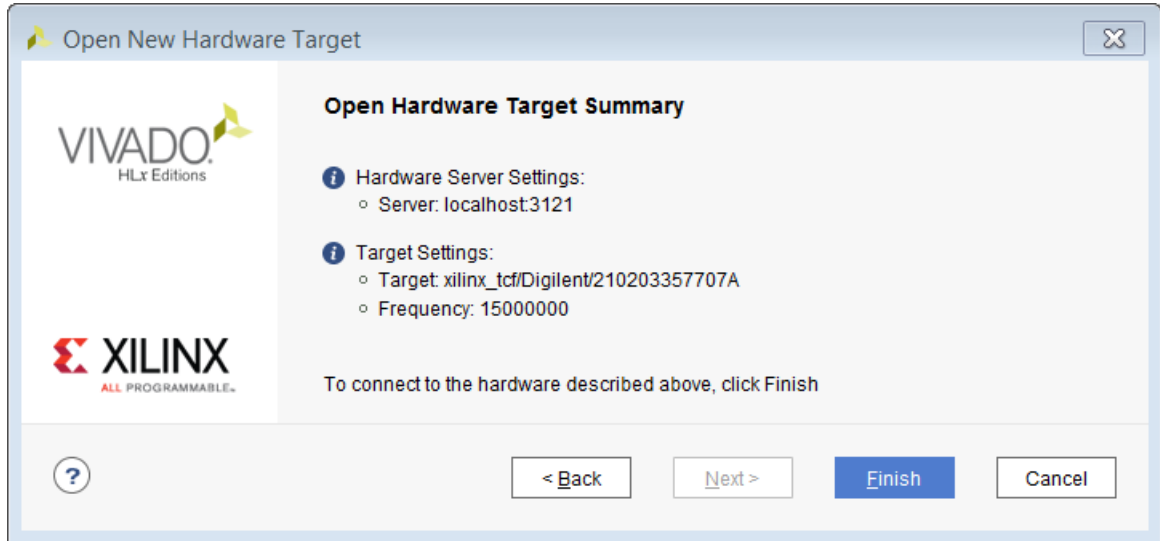 Open New Hardware Target
VIVADO.
HLx Editions
Open Hardware Target Summary
Hardware Server Settings:
Server: localhost:3121
Target Settings:
Target: xilinx_tcf/Digilent/210203357707A
Frequency: 15000000
XILINX
ALL PROGRAMMABLE™
To connect to the hardware described above, click Finish
?
< Back
Next >
Finish
Cancel